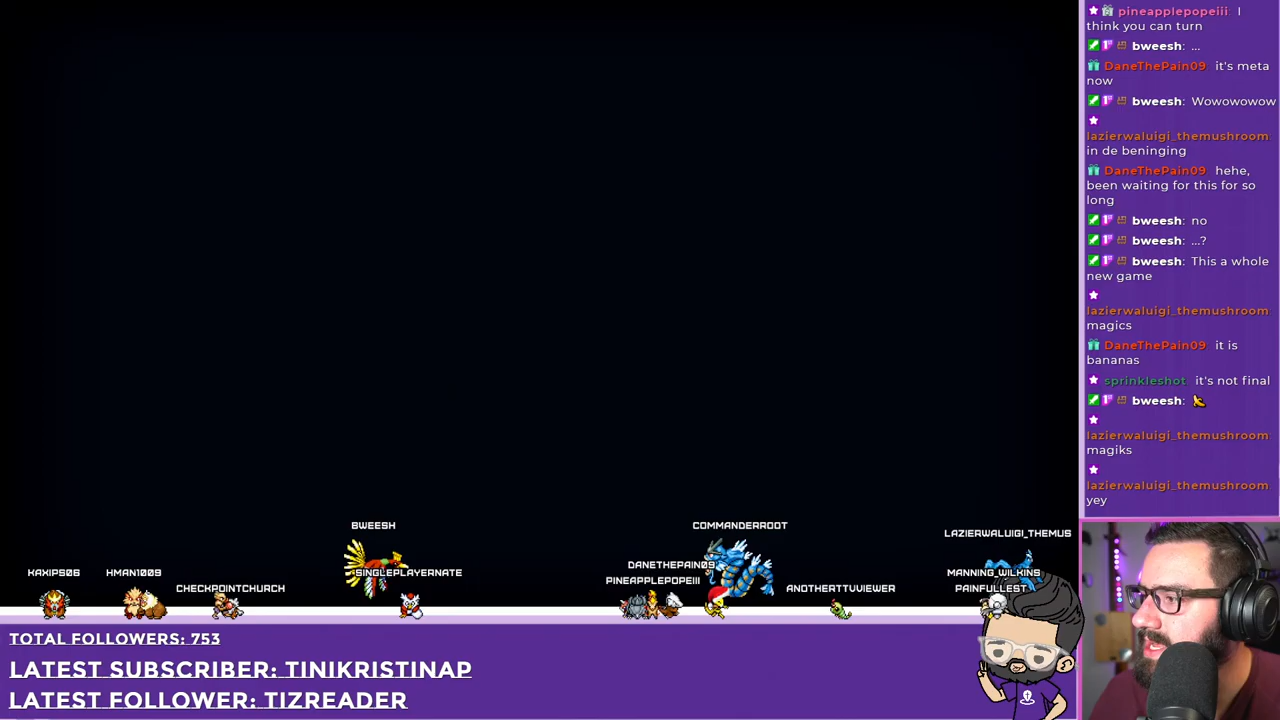 pineapplepopeiii: I
think you can turn
bweesh: ...
DaneThePain09 it's meta
now
bweesh: Wowowowow
lazierwaluigi_themushroom:
in de beninging
DaneThePain09 hehe,
been waiting for this for so
long
bweesh: no
bweesh: ...?
bweesh: This a whole
new game
lazierwaluigi_themushroom:
magics
DaneThePain09 it is
bananas
sprinkleshot: it's not final
bweesh:
lazierwaluigi_themushroom:
magiks
lazierwaluigi_themushroom:
yey
BWEESH
COMMANDERROOT
LAZIERWALUIGI_THEMUS
KAXIPS06
HMAN1009
SINGLEPLAYERNATE
DANETHEPAIN09
MANNING_WILKINS
CHECKPOINTCHURCH
PINEAPPLEPOPEIII
ANOTHERTTVVIEWER
PAINFULLEST
TOTAL FOLLOWERS: 753
LATEST SUBSCRIBER: TINIKRISTINAP
LATEST FOLLOWER: TIZREADER